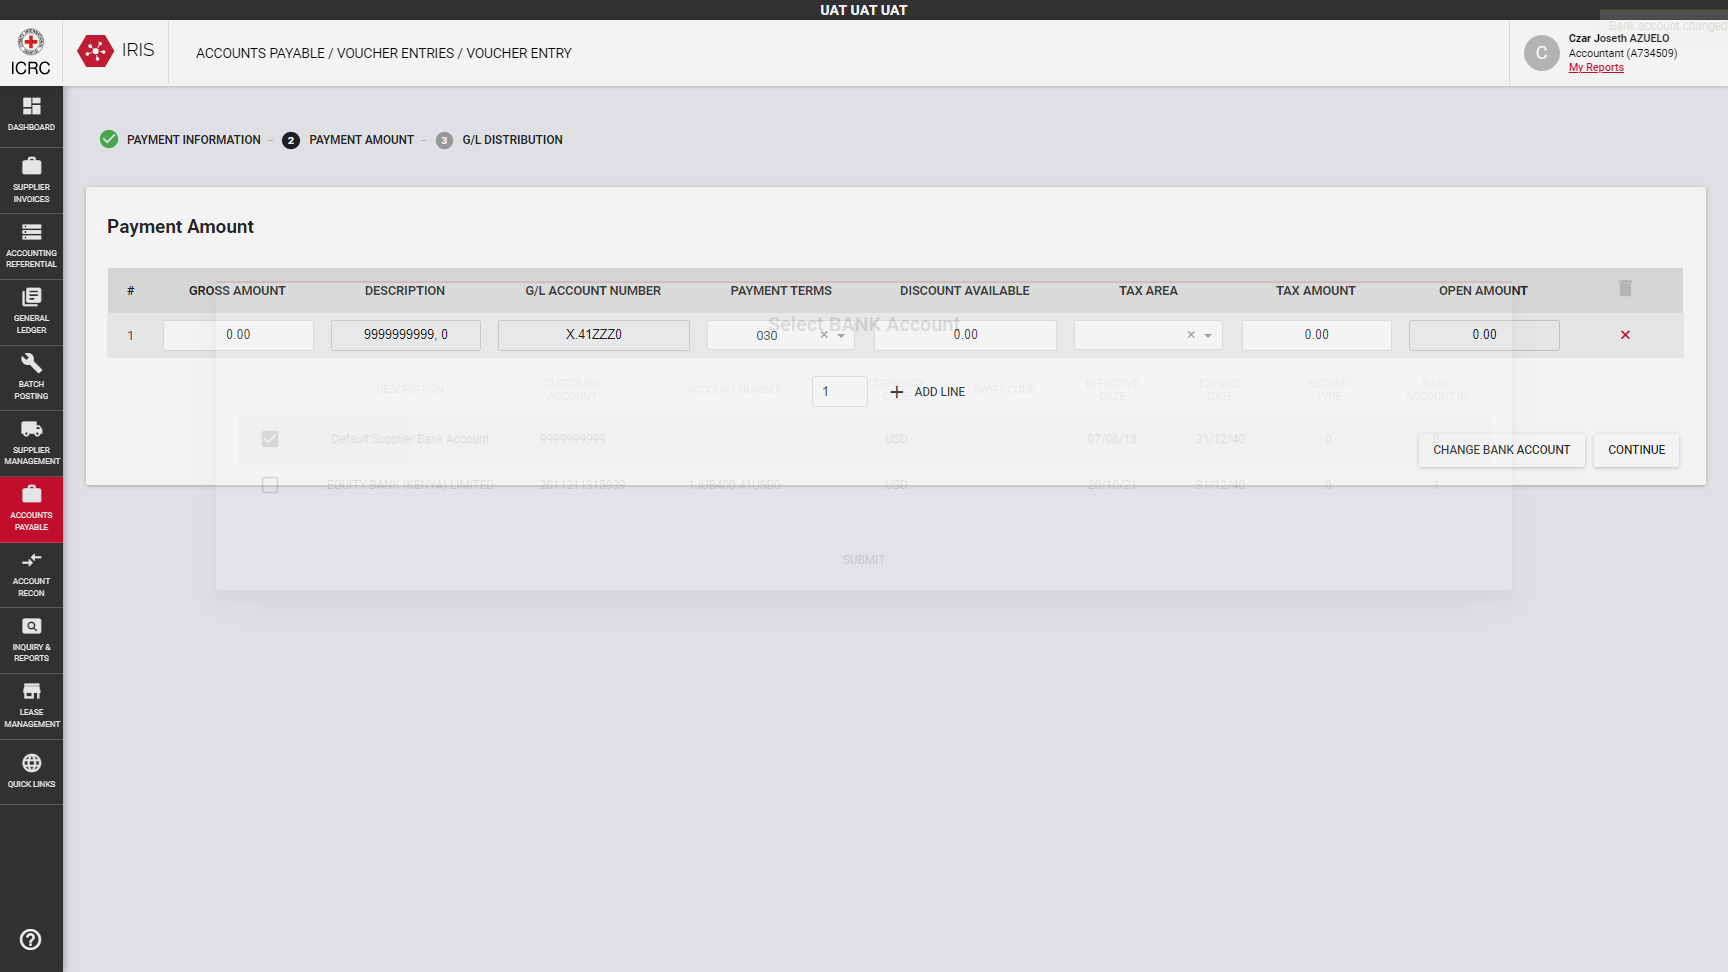 UAT UAT UAT
Bank account changed
ICRC
IRIS
ACCOUNTS PAYABLE / VOUCHER ENTRIES / VOUCHER ENTRY
C
Czar Joseth AZUELO
Accountant (A734509)
My Reports
DASHBOARD
SUPPLIER
INVOICES
ACCOUNTING
REFERENTIAL
GENERAL
LEDGER
BATCH
POSTING
SUPPLIER
MANAGEMENT
ACCOUNTS
PAYABLE
ACCOUNT
RECON
INQUIRY &
REPORTS
LEASE
MANAGEMENT
QUICK LINKS
PAYMENT INFORMATION - 2 PAYMENT AMOUNT - 3 G/L DISTRIBUTION
Payment Amount
# GROSS AMOUNT DESCRIPTION G/L ACCOUNT NUMBER PAYMENT TERMS DISCOUNT AVAILABLE TAX AREA TAX AMOUNT OPEN AMOUNT
1 0.00 9999999999, 0 X.41ZZZ0 030 0.00 0.00 0.00
1 ADD LINE
CHANGE BANK ACCOUNT CONTINUE
Select BANK Account
DESCRIPTION CUSTOMER ACCOUNT ACCOUNT NUMBER CURRENCY SWIFT CODE EFFECTIVE DATE EXPIRED DATE RECORD TYPE BANK ACCOUNT ID
Default Supplier Bank Account 9999999999 USD 07/06/18 31/12/40 0 0
EQUITY BANK (KENYA) LIMITED 2011211315939 1JUB400.41USD0 USD 20/10/21 31/12/40 0 1
SUBMIT